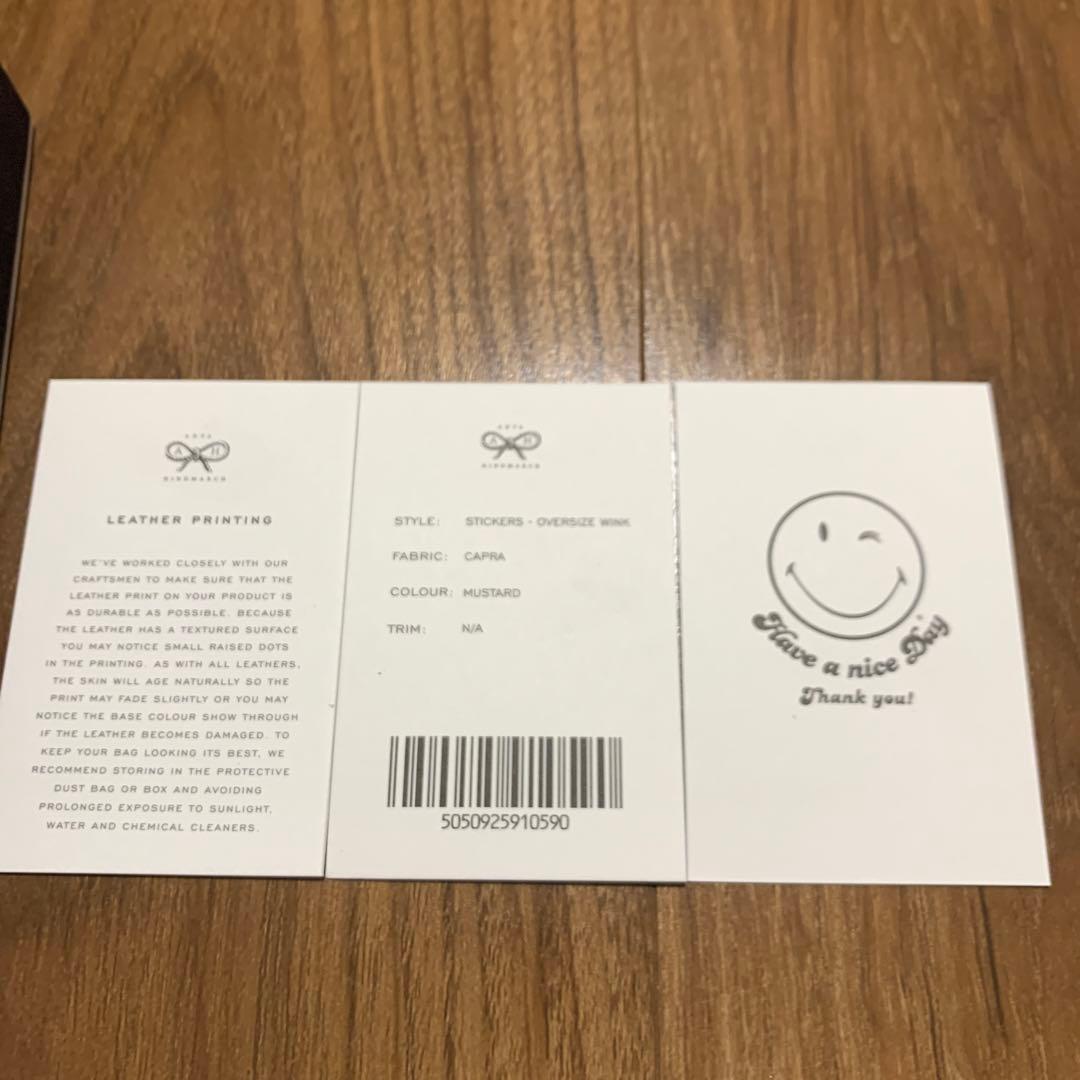 ANYA
A H
HINDMARCH
LEATHER PRINTING
WE'VE WORKED CLOSELY WITH OUR
CRAFTSMEN TO MAKE SURE THAT THE
LEATHER PRINT ON YOUR PRODUCT IS
AS DURABLE AS POSSIBLE. BECAUSE
THE LEATHER HAS A TEXTURED SURFACE
YOU MAY NOTICE SMALL RAISED DOTS
IN THE PRINTING. AS WITH ALL LEATHERS,
THE SKIN WILL AGE NATURALLY SO THE
PRINT MAY FADE SLIGHTLY OR YOU MAY
NOTICE THE BASE COLOUR SHOW THROUGH
IF THE LEATHER BECOMES DAMAGED. TO
KEEP YOUR BAG LOOKING ITS BEST, WE
RECOMMEND STORING IN THE PROTECTIVE
DUST BAG OR BOX AND AVOIDING
PROLONGED EXPOSURE TO SUNLIGHT,
WATER AND CHEMICAL CLEANERS.
ANYA
A H
HINDMARCH
STYLE: STICKERS - OVERSIZE WINK
FABRIC: CAPRA
COLOUR: MUSTARD
TRIM: N/A
5050925910590
Have a nice Day
Thank you!